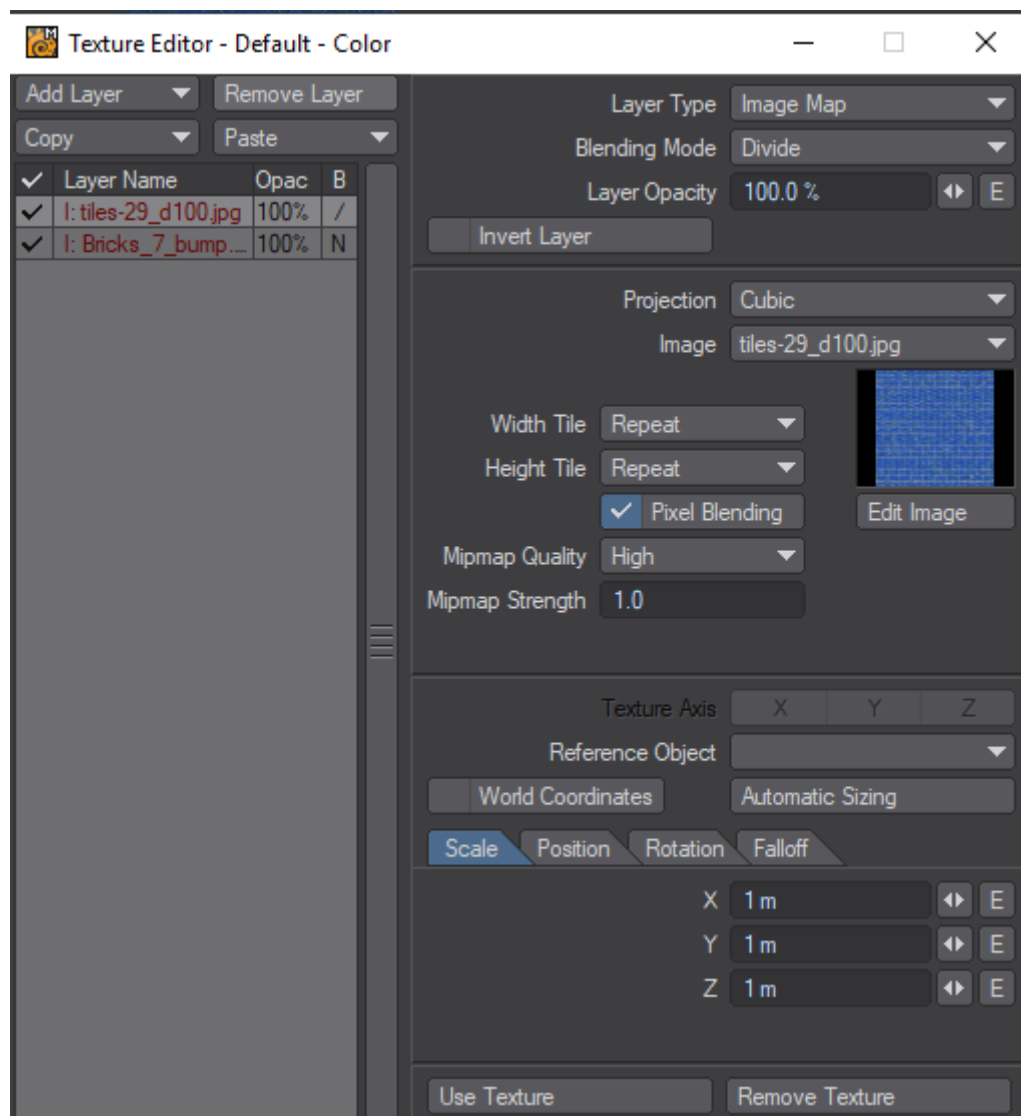 Texture Editor - Default - Color
Add Layer Remove Layer
Copy Paste
Layer Name Opac B
I: tiles-29_d100.jpg 100% /
I: Bricks_7_bump.... 100% N
Layer Type Image Map
Blending Mode Divide
Layer Opacity 100.0 % E
Invert Layer
Projection Cubic
Image tiles-29_d100.jpg
Width Tile Repeat
Height Tile Repeat
Pixel Blending Edit Image
Mipmap Quality High
Mipmap Strength 1.0
Texture Axis X Y Z
Reference Object
World Coordinates Automatic Sizing
Scale Position Rotation Falloff
X 1 m E
Y 1 m E
Z 1 m E
Use Texture Remove Texture